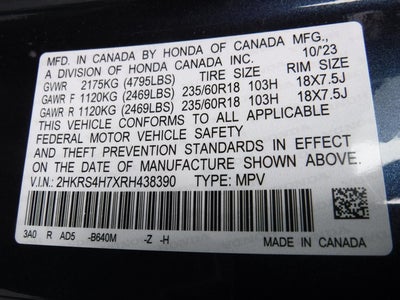 MFD. IN CANADA BY HONDA OF CANADA MFG.,
A DIVISION OF HONDA CANADA INC. 10/'23
GVWR 2175KG (4795LBS) TIRE SIZE RIM SIZE
GAWR F 1120KG (2469LBS) 235/60R18 103H 18X7.5J
GAWR R 1120KG (2469LBS) 235/60R18 103H 18X7.5J
THIS VEHICLE CONFORMS TO ALL APPLICABLE
FEDERAL MOTOR VEHICLE SAFETY, BUMPER,
AND THEFT PREVENTION STANDARDS IN EFFECT
ON THE DATE OF MANUFACTURE SHOWN ABOVE.
V.I.N.: 2HKRS4H7XRH438390 TYPE: MPV
3A0 R AD5 -B640M -Z -H MADE IN CANADA